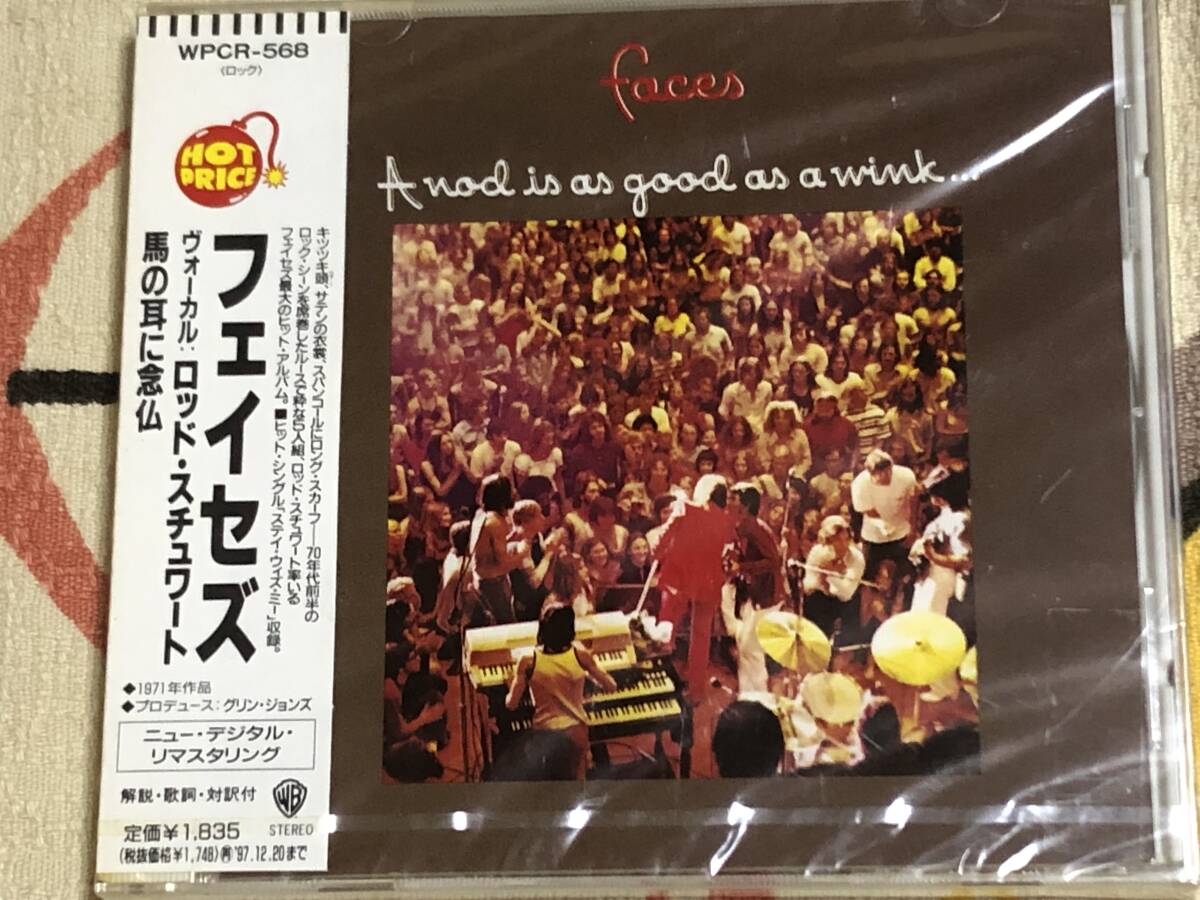 WPCR-568
〈ロック〉
HOT
PRICE
フェイセズ
ヴォーカル:ロッド・スチュワート
馬の耳に念仏
キツツキ頭、サテンの衣裳、スパンコールにロング・スカーフ──70年代前半の
ロック・シーンを席巻したルースで粋な5人組、ロッド・スチュワート率いる
フェイセズ最大のヒット・アルバム。■ヒット・シングル「ステイ・ウィズ・ミー」収録。
◆1971年作品
◆プロデュース:グリン・ジョンズ
ニュー・デジタル・
リマスタリング
解説・歌詞・対訳付
WB
定価¥1,835
STEREO
(税抜価格¥1,748)㋞'97.12.20まで
faces
A nod is as good as a wink...